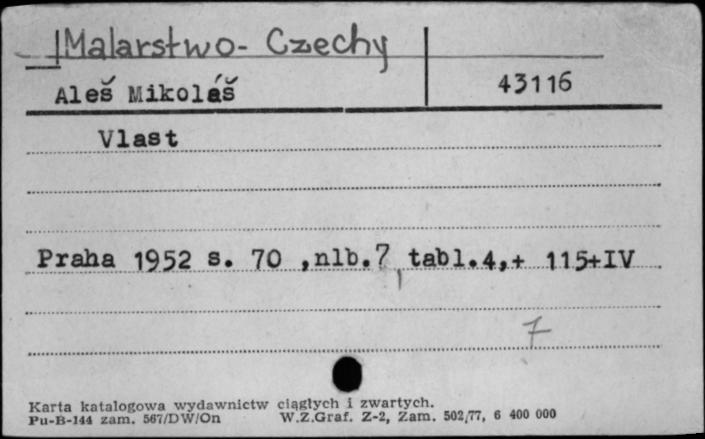 Malarstwo - Czechy
Aleš Mikoláš
43116
Vlast
Praha 1952 s. 70 ,nlb.7, tabl.4,+ 115+IV
7
Karta katalogowa wydawnictw ciągłych i zwartych.
Pu-B-144 zam. 567/DW/On W.Z.Graf. Z-2, Zam. 502/77, 6 400 000